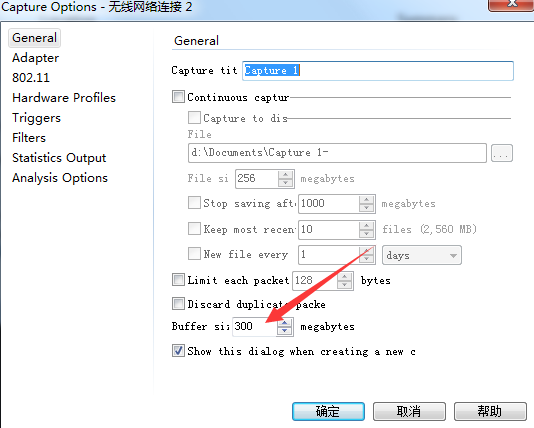 Capture Options - 无线网络连接 2
General
Adapter
802.11
Hardware Profiles
Triggers
Filters
Statistics Output
Analysis Options
General
Capture tit Capture 1
Continuous captur
Capture to dis
File
d:\Documents\Capture 1-
...
File si 256 megabytes
Stop saving afte 1000 megabytes
Keep most recen 10 files (2,560 MB)
New file every 1 days
Limit each packet 128 bytes
Discard duplicate packe
Buffer siz 300 megabytes
Show this dialog when creating a new c
确定 取消 帮助